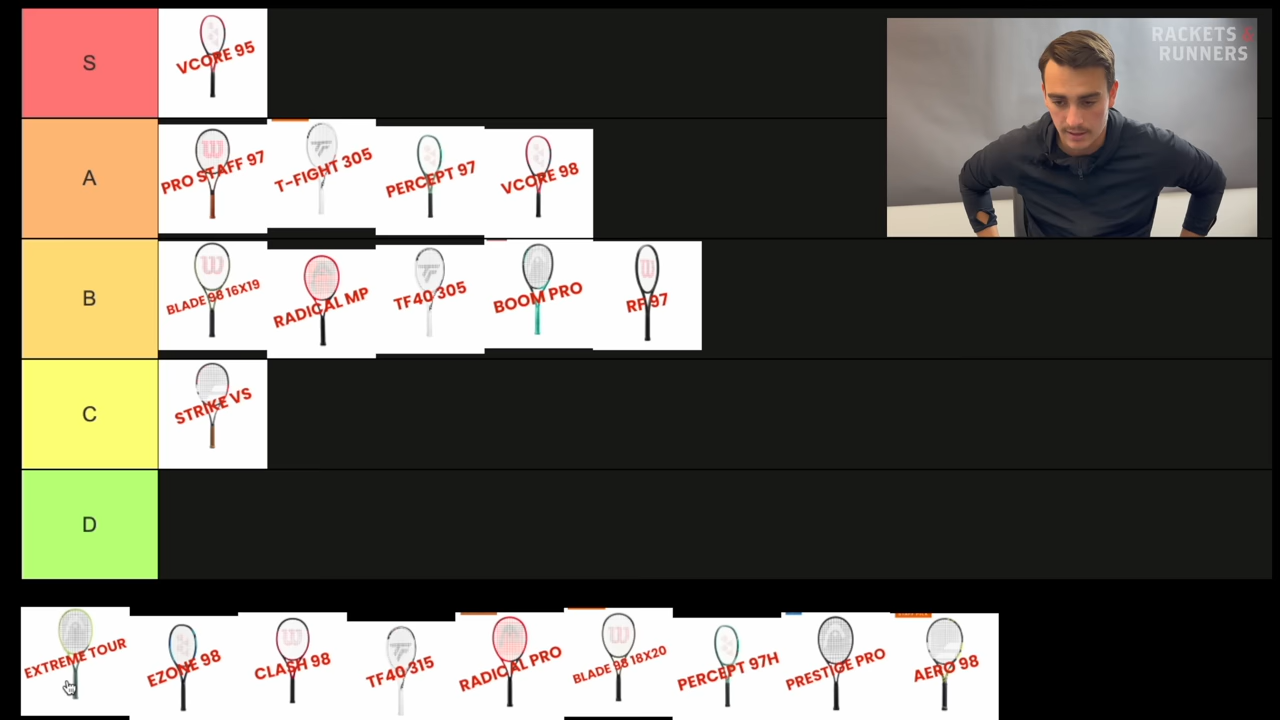 S
VCORE 95
RACKETS &
RUNNERS
A
PRO STAFF 97
T-FIGHT 305
PERCEPT 97
VCORE 98
B
BLADE 98 16X19
RADICAL MP
TF40 305
BOOM PRO
RF 97
C
STRIKE VS
D
EXTREME TOUR
EZONE 98
CLASH 98
TF40 315
RADICAL PRO
BLADE 98 18X20
PERCEPT 97H
PRESTIGE PRO
AERO 98